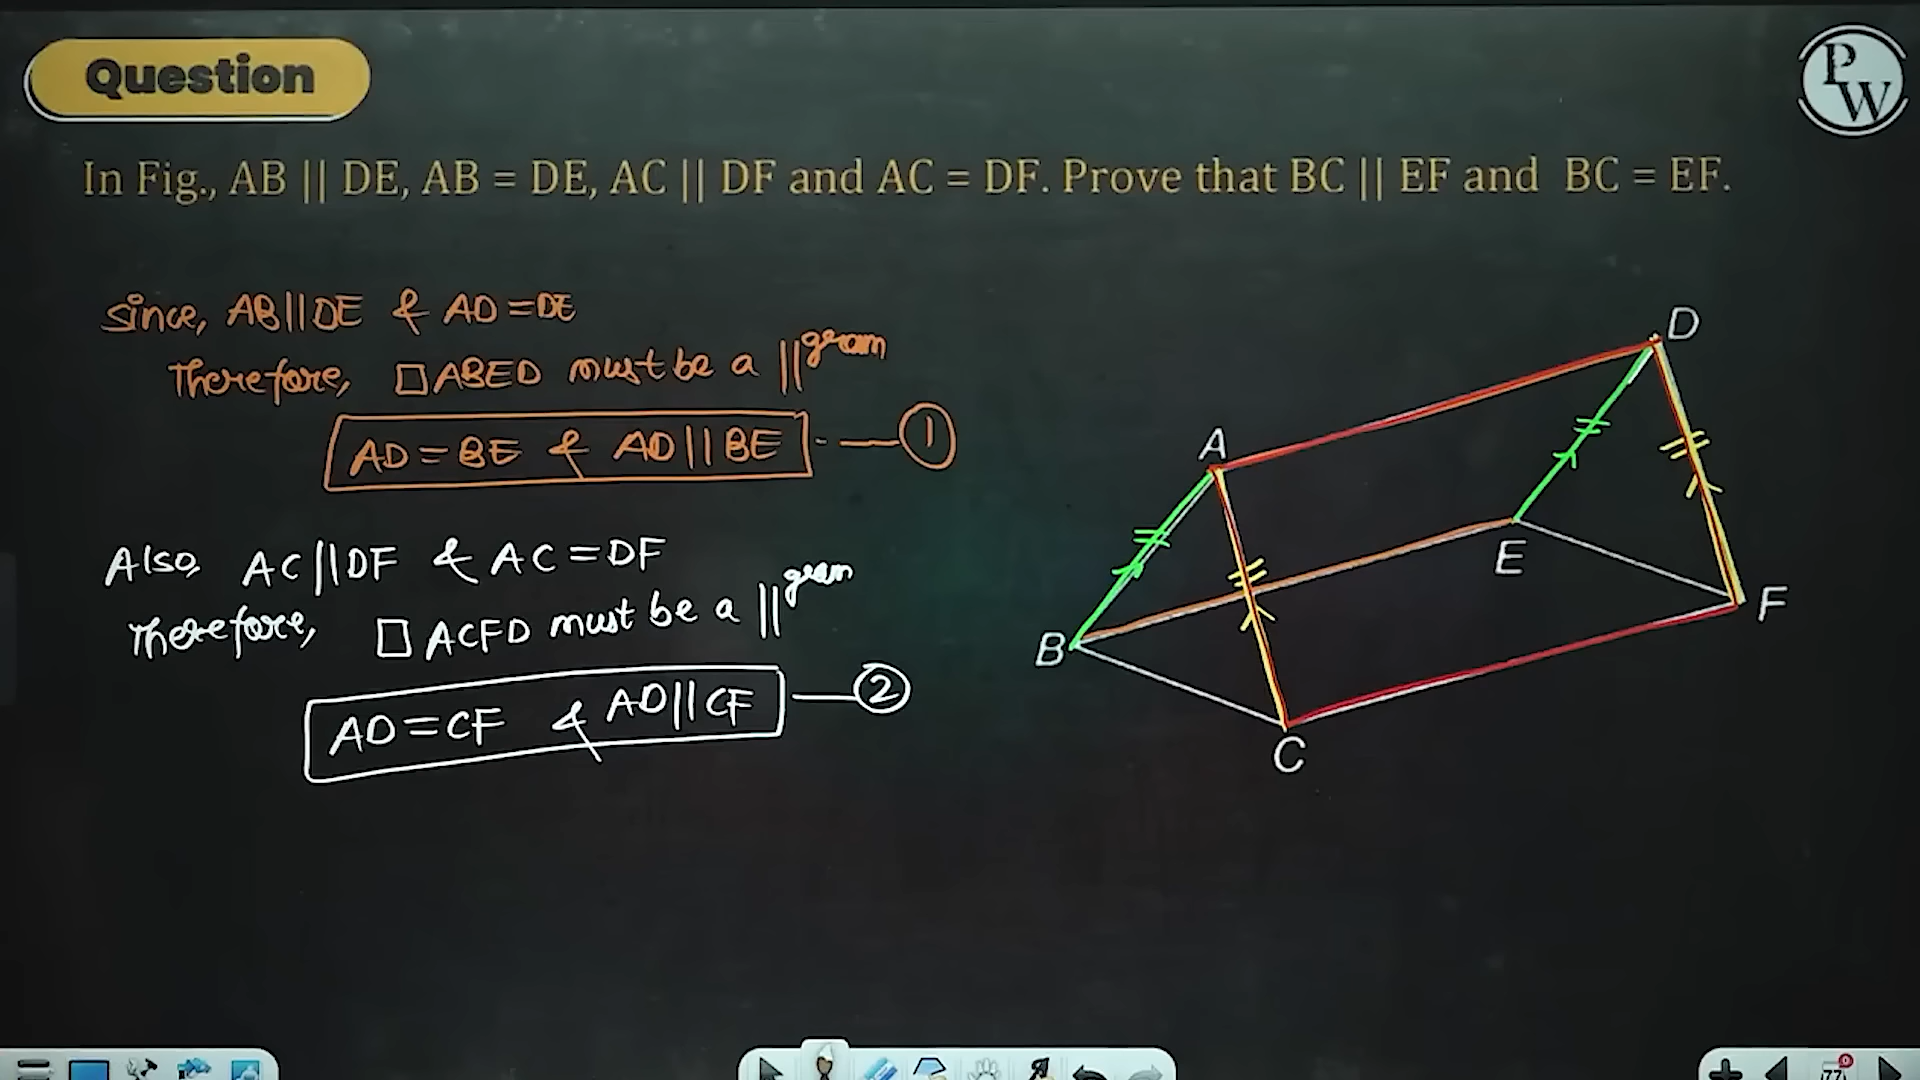 Question
PW
In Fig., AB || DE, AB = DE, AC || DF and AC = DF. Prove that BC || EF and BC = EF.
Since, AB||DE & AD=DE
Therefore, □ABED must be a ||gram
AD=BE & AD||BE — ①
Also, AC||DF & AC=DF
Therefore, □ ACFD must be a ||gram
AD=CF & AD||CF — ②
D
A
E
F
B
C
77